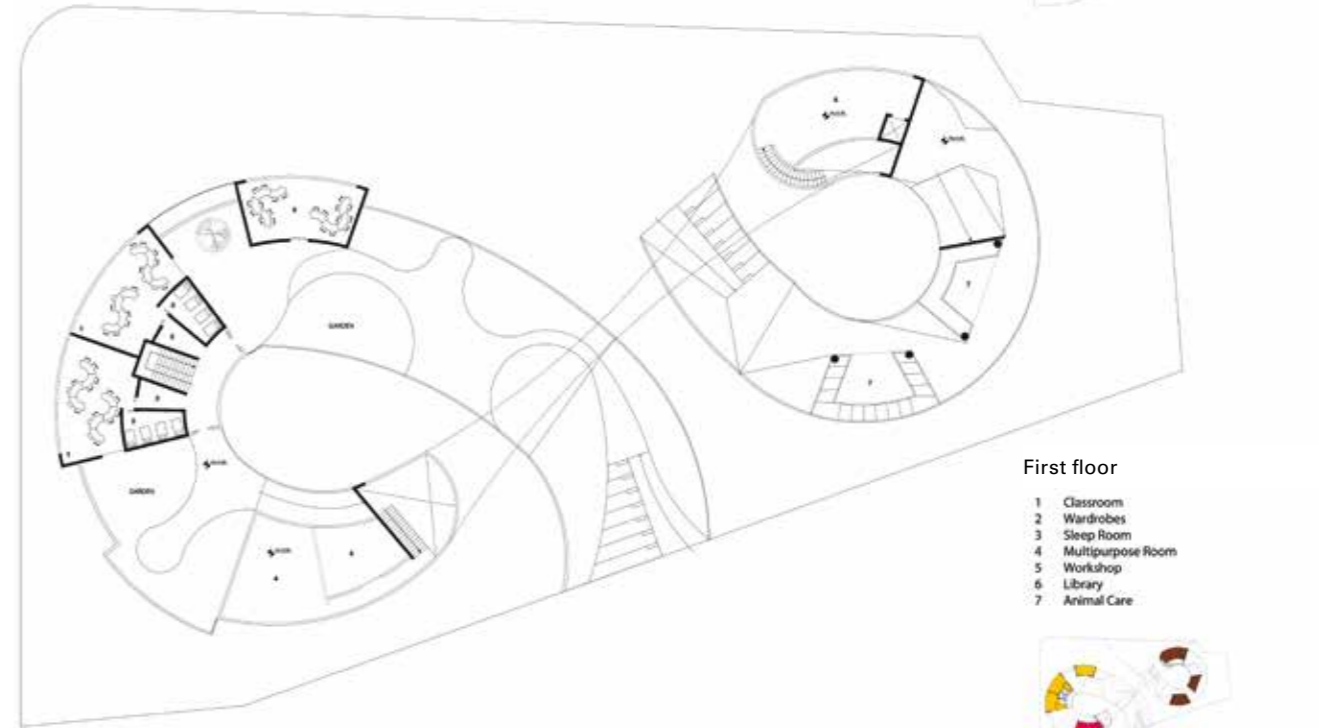 GARDEN
GARDEN
First floor
1 Classroom
2 Wardrobes
3 Sleep Room
4 Multipurpose Room
5 Workshop
6 Library
7 Animal Care